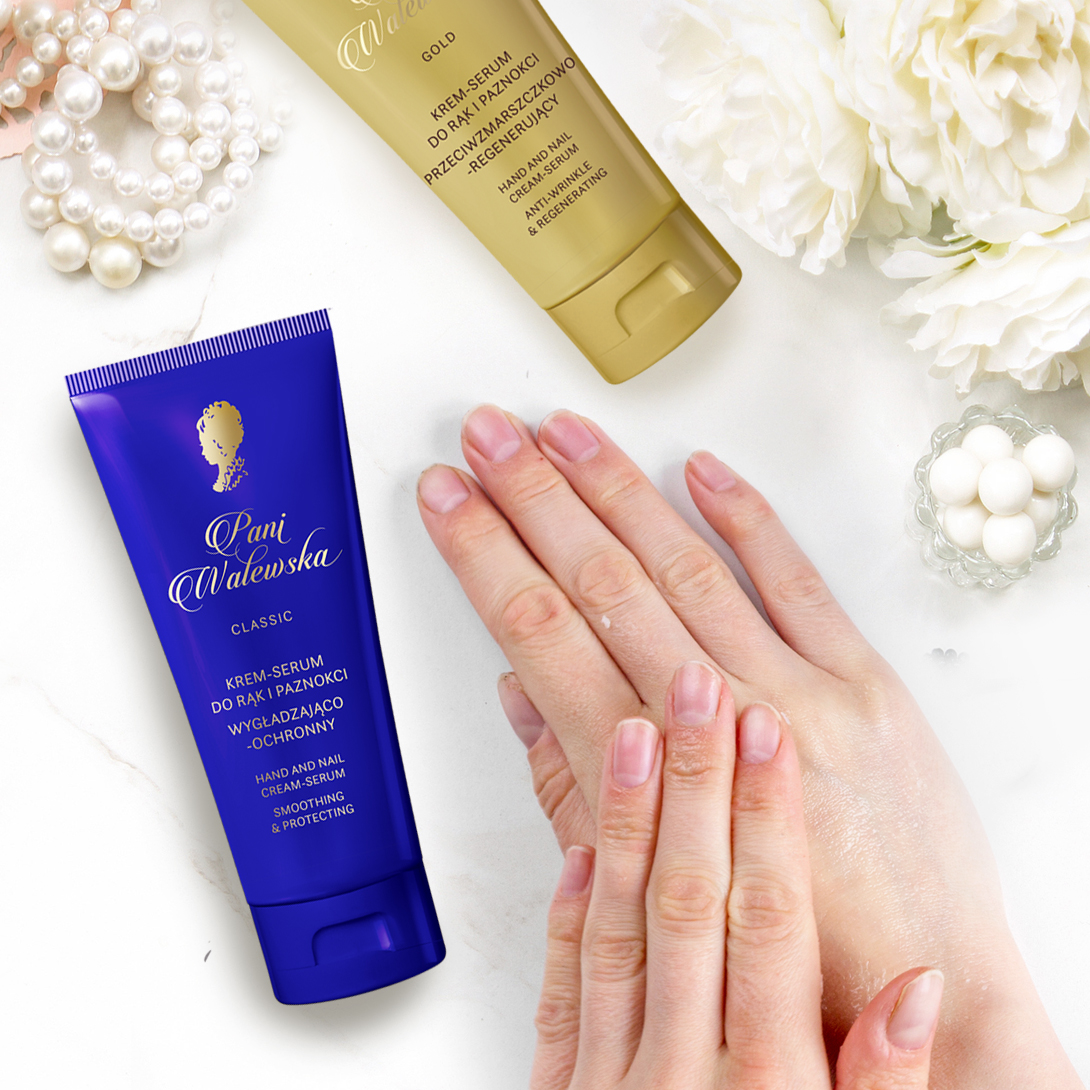 GOLD
KREM-SERUM
DO RĄK I PAZNOKCI
PRZECIWZMARSZCZKOWO
-REGENERUJĄCY
HAND AND NAIL
CREAM-SERUM
ANTI-WRINKLE
& REGENERATING
Pani
Walewska
CLASSIC
KREM-SERUM
DO RĄK I PAZNOKCI
WYGŁADZAJĄCO
-OCHRONNY
HAND AND NAIL
CREAM-SERUM
SMOOTHING
& PROTECTING